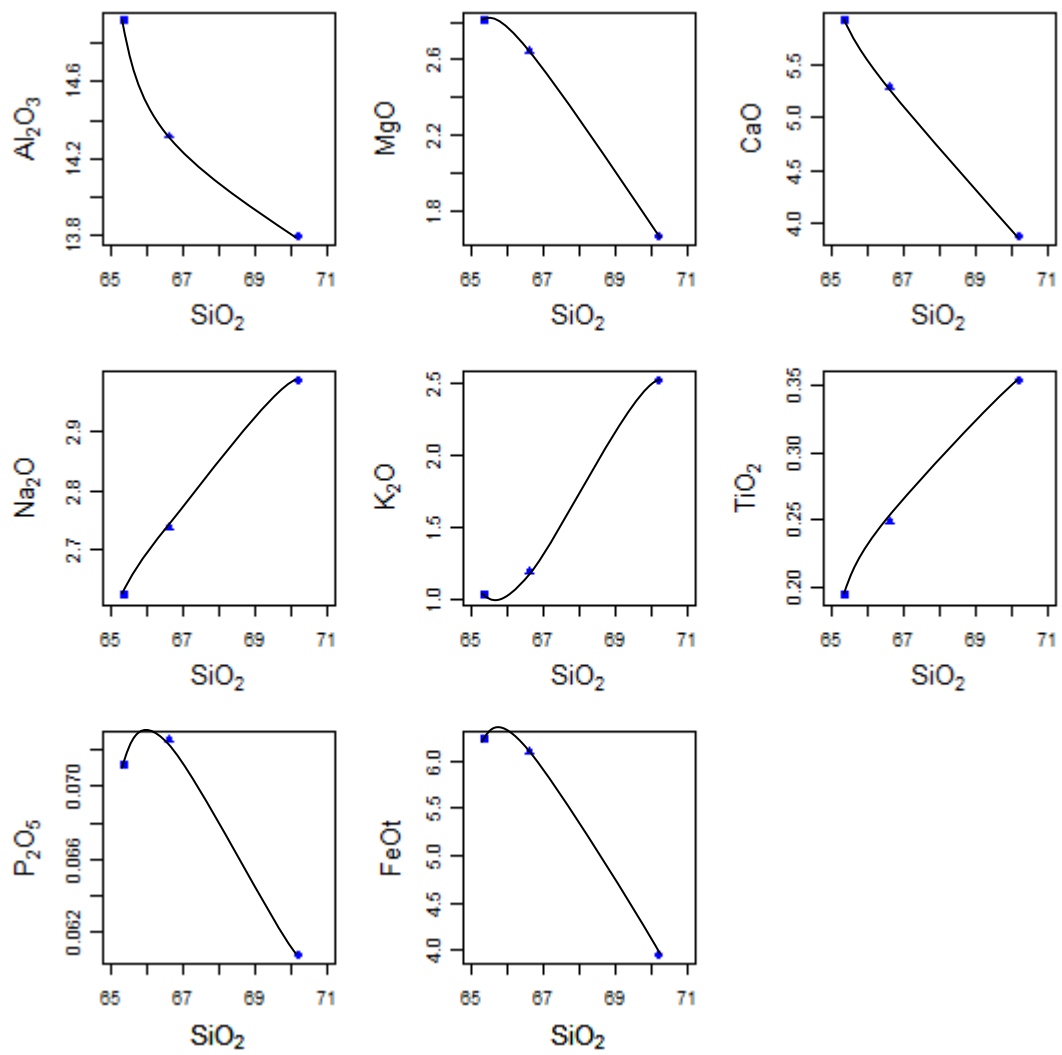 Al₂O₃
13.8 14.2 14.6
65 67 69 71
SiO₂
MgO
1.8 2.2 2.6
65 67 69 71
SiO₂
CaO
4.0 4.5 5.0 5.5
65 67 69 71
SiO₂
Na₂O
2.7 2.8 2.9
65 67 69 71
SiO₂
K₂O
1.0 1.5 2.0 2.5
65 67 69 71
SiO₂
TiO₂
0.20 0.25 0.30 0.35
65 67 69 71
SiO₂
P₂O₅
0.062 0.066 0.070
65 67 69 71
SiO₂
FeOt
4.0 4.5 5.0 5.5 6.0
65 67 69 71
SiO₂